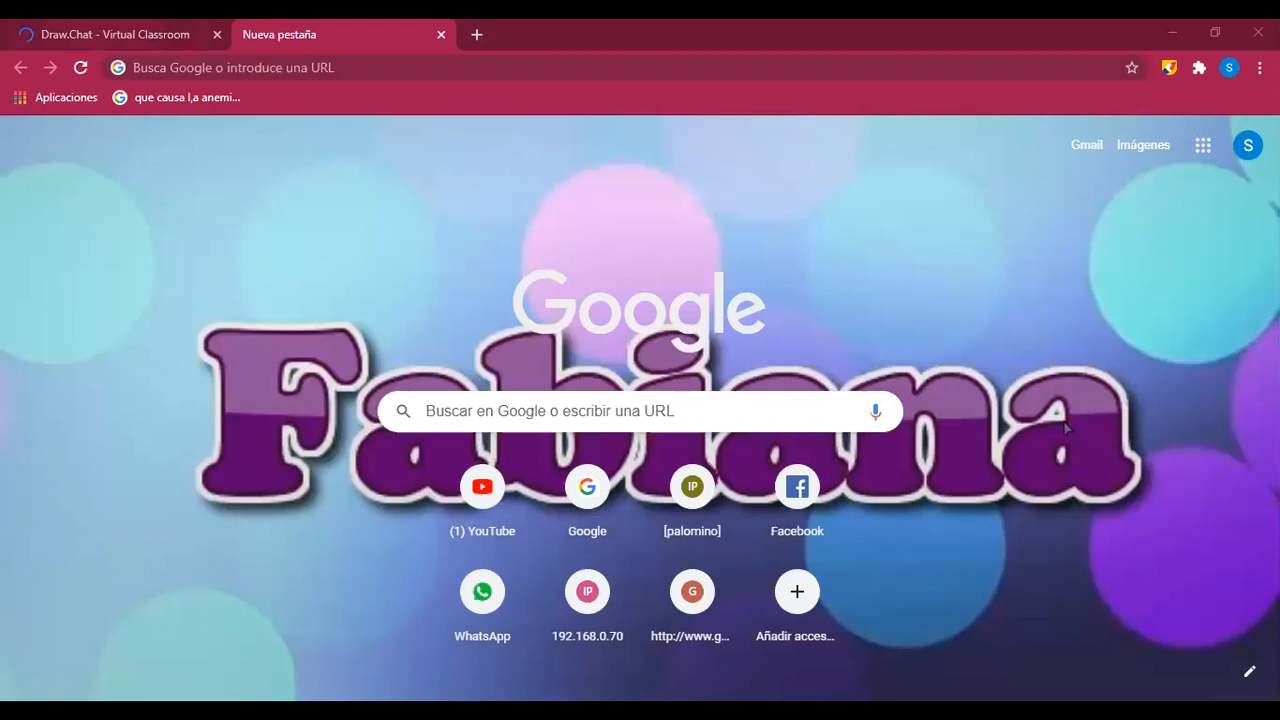 Draw.Chat - Virtual Classroom
Nueva pestaña
Busca Google o introduce una URL
S
Aplicaciones
que causa l,a anemi...
Gmail
Imágenes
S
Google
Fabiana
Buscar en Google o escribir una URL
IP
(1) YouTube
Google
[palomino]
Facebook
IP
G
WhatsApp
192.168.0.70
http://www.g...
Añadir acces...